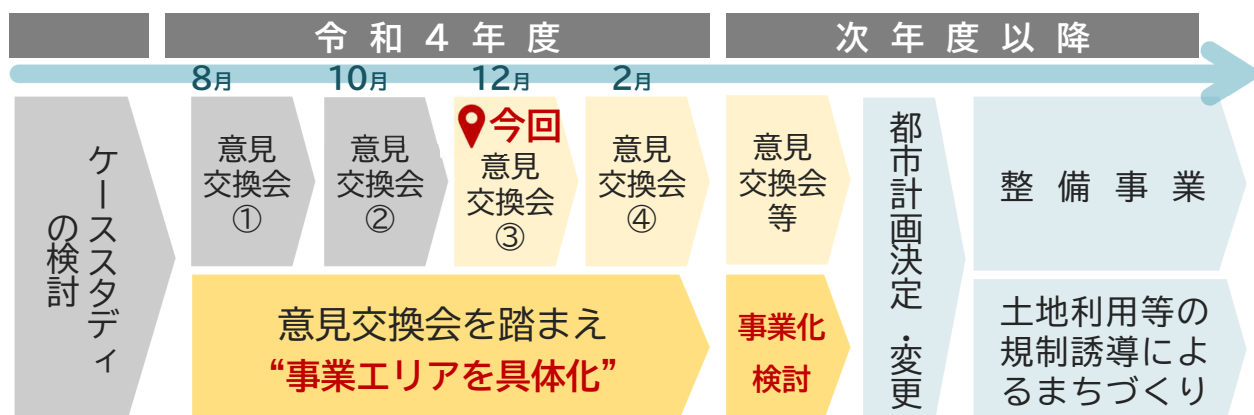 令和４年度
次年度以降
8月
10月
12月
2月
ケーススタディ
の検討
意見
交換会
①
意見
交換会
②
今回
意見
交換会
③
意見
交換会
④
意見
交換会
等
都市計画決定・変更
整備事業
意見交換会を踏まえ
“事業エリアを具体化”
事業化
検討
土地利用等の
規制誘導によ
るまちづくり